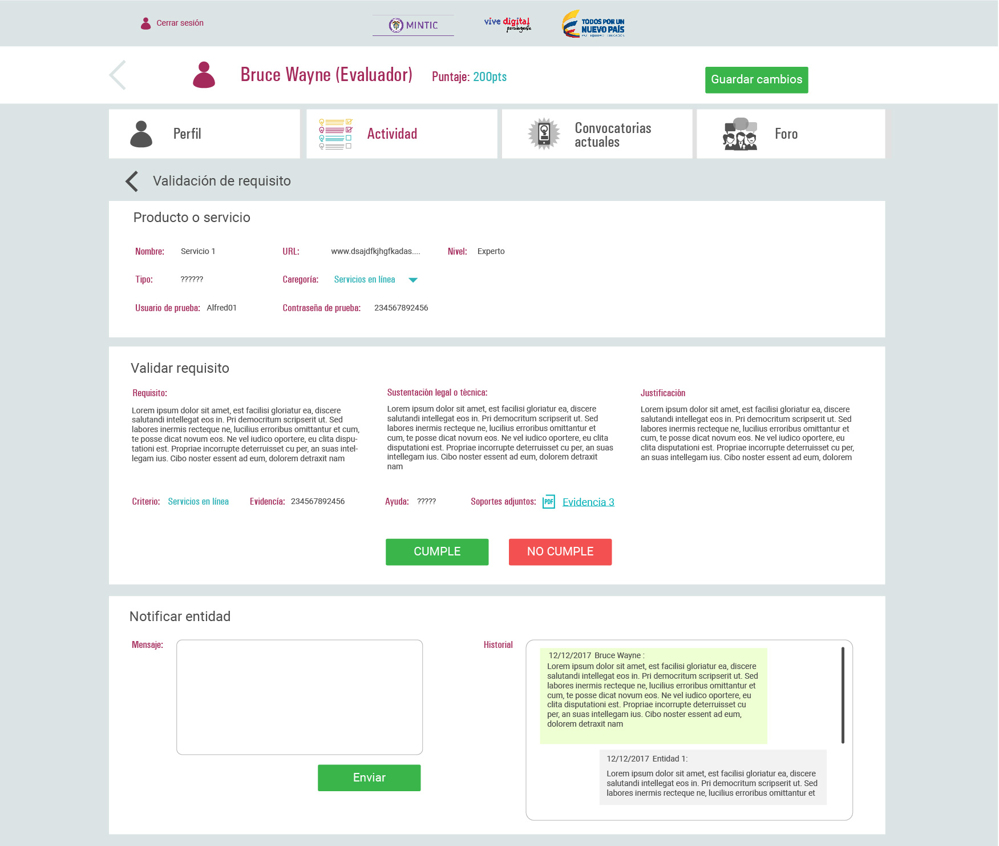 Cerrar sesión
MINTIC
vive digital
para la gente
TODOS POR UN
NUEVO PAÍS
PAZ EQUIDAD EDUCACIÓN
Bruce Wayne (Evaluador)
Puntaje: 200pts
Guardar cambios
Perfil
Actividad
Convocatorias
actuales
Foro
Validación de requisito
Producto o servicio
Nombre: Servicio 1
URL: www.dsajdfkjhgfkadas....
Nivel: Experto
Tipo: ??????
Caregoría: Servicios en línea
Usuario de prueba: Alfred01
Contraseña de prueba: 234567892456
Validar requisito
Requisito:
Lorem ipsum dolor sit amet, est facilisi gloriatur ea, discere
salutandi intellegat eos in. Pri democritum scripserit ut. Sed
labores inermis recteque ne, lucilius erroribus omittantur et cum,
te posse dicat novum eos. Ne vel iudico oportere, eu clita dispu-
tationi est. Propriae incorrupte deterruisset cu per, an suas intel-
legam ius. Cibo noster essent ad eum, dolorem detraxit nam
Sustentación legal o técnica:
Lorem ipsum dolor sit amet, est facilisi gloriatur ea, discere
salutandi intellegat eos in. Pri democritum scripserit ut. Sed
labores inermis recteque ne, lucilius erroribus omittantur et
cum, te posse dicat novum eos. Ne vel iudico oportere, eu clita
disputationi est. Propriae incorrupte deterruisset cu per, an suas
intellegam ius. Cibo noster essent ad eum, dolorem detraxit
nam
Justificación
Lorem ipsum dolor sit amet, est facilisi gloriatur ea, discere
salutandi intellegat eos in. Pri democritum scripserit ut. Sed
labores inermis recteque ne, lucilius erroribus omittantur et
cum, te posse dicat novum eos. Ne vel iudico oportere, eu
clita disputationi est. Propriae incorrupte deterruisset cu per,
an suas intellegam ius. Cibo noster essent ad eum, dolorem
Criterio: Servicios en línea
Evidencía: 234567892456
Ayuda: ?????
Soportes adjuntos: PDF Evidencia 3
CUMPLE
NO CUMPLE
Notificar entidad
Mensaje:
Enviar
Historial
12/12/2017 Bruce Wayne :
Lorem ipsum dolor sit amet, est facilisi gloriatur ea, discere
salutandi intellegat eos in. Pri democritum scripserit ut. Sed
labores inermis recteque ne, lucilius erroribus omittantur et
cum, te posse dicat novum eos. Ne vel iudico oportere, eu
clita disputationi est. Propriae incorrupte deterruisset cu
per, an suas intellegam ius. Cibo noster essent ad eum,
dolorem detraxit nam
12/12/2017 Entidad 1:
Lorem ipsum dolor sit amet, est facilisi gloriatur ea, discere
salutandi intellegat eos in. Pri democritum scripserit ut. Sed
labores inermis recteque ne, lucilius erroribus omittantur et